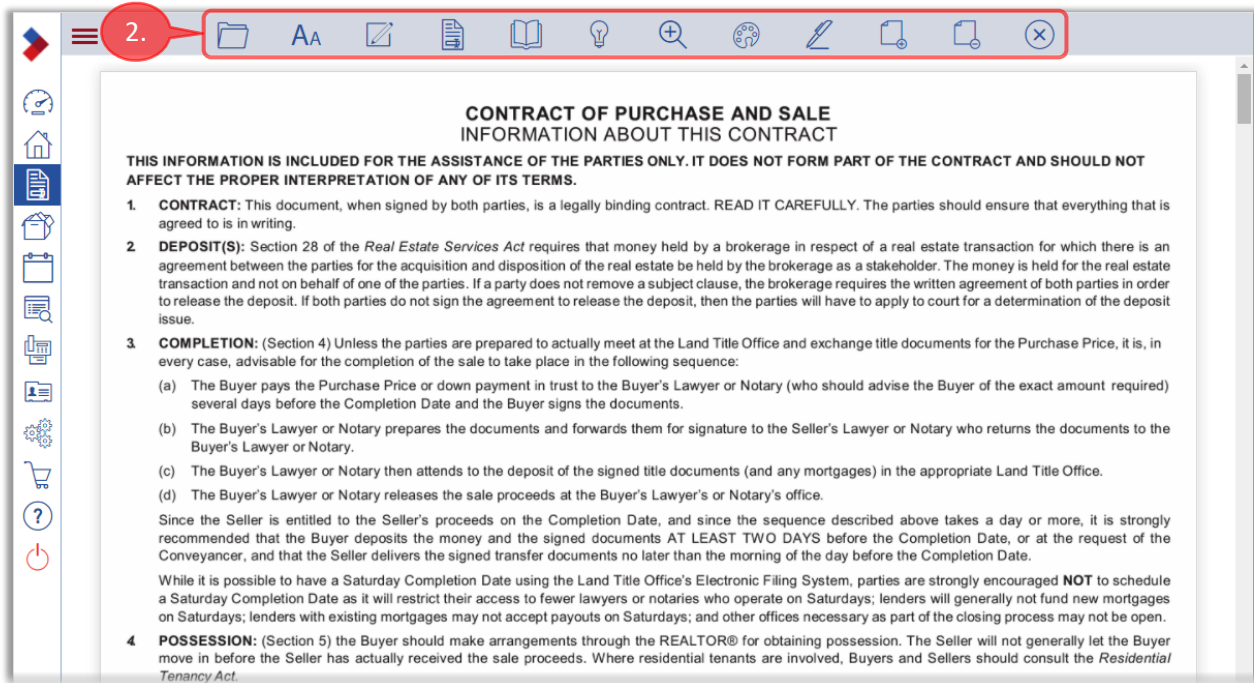 2.
AA
CONTRACT OF PURCHASE AND SALE
INFORMATION ABOUT THIS CONTRACT
THIS INFORMATION IS INCLUDED FOR THE ASSISTANCE OF THE PARTIES ONLY. IT DOES NOT FORM PART OF THE CONTRACT AND SHOULD NOT
AFFECT THE PROPER INTERPRETATION OF ANY OF ITS TERMS.
1. CONTRACT: This document, when signed by both parties, is a legally binding contract. READ IT CAREFULLY. The parties should ensure that everything that is
agreed to is in writing.
2. DEPOSIT(S): Section 28 of the Real Estate Services Act requires that money held by a brokerage in respect of a real estate transaction for which there is an
agreement between the parties for the acquisition and disposition of the real estate be held by the brokerage as a stakeholder. The money is held for the real estate
transaction and not on behalf of one of the parties. If a party does not remove a subject clause, the brokerage requires the written agreement of both parties in order
to release the deposit. If both parties do not sign the agreement to release the deposit, then the parties will have to apply to court for a determination of the deposit
issue.
3. COMPLETION: (Section 4) Unless the parties are prepared to actually meet at the Land Title Office and exchange title documents for the Purchase Price, it is, in
every case, advisable for the completion of the sale to take place in the following sequence:
(a) The Buyer pays the Purchase Price or down payment in trust to the Buyer's Lawyer or Notary (who should advise the Buyer of the exact amount required)
several days before the Completion Date and the Buyer signs the documents.
(b) The Buyer's Lawyer or Notary prepares the documents and forwards them for signature to the Seller's Lawyer or Notary who returns the documents to the
Buyer's Lawyer or Notary.
(c) The Buyer's Lawyer or Notary then attends to the deposit of the signed title documents (and any mortgages) in the appropriate Land Title Office.
(d) The Buyer's Lawyer or Notary releases the sale proceeds at the Buyer's Lawyer's or Notary's office.
Since the Seller is entitled to the Seller's proceeds on the Completion Date, and since the sequence described above takes a day or more, it is strongly
recommended that the Buyer deposits the money and the signed documents AT LEAST TWO DAYS before the Completion Date, or at the request of the
Conveyancer, and that the Seller delivers the signed transfer documents no later than the morning of the day before the Completion Date.
While it is possible to have a Saturday Completion Date using the Land Title Office's Electronic Filing System, parties are strongly encouraged NOT to schedule
a Saturday Completion Date as it will restrict their access to fewer lawyers or notaries who operate on Saturdays; lenders will generally not fund new mortgages
on Saturdays; lenders with existing mortgages may not accept payouts on Saturdays; and other offices necessary as part of the closing process may not be open.
4. POSSESSION: (Section 5) the Buyer should make arrangements through the REALTOR® for obtaining possession. The Seller will not generally let the Buyer
move in before the Seller has actually received the sale proceeds. Where residential tenants are involved, Buyers and Sellers should consult the Residential
Tenancy Act.
?